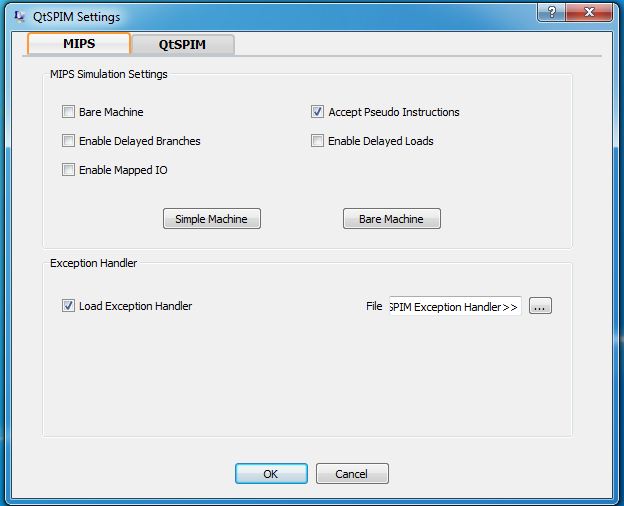 QtSPIM Settings
MIPS QtSPIM
MIPS Simulation Settings
Bare Machine Accept Pseudo Instructions
Enable Delayed Branches Enable Delayed Loads
Enable Mapped IO
Simple Machine Bare Machine
Exception Handler
Load Exception Handler File SPIM Exception Handler>> ...
OK Cancel